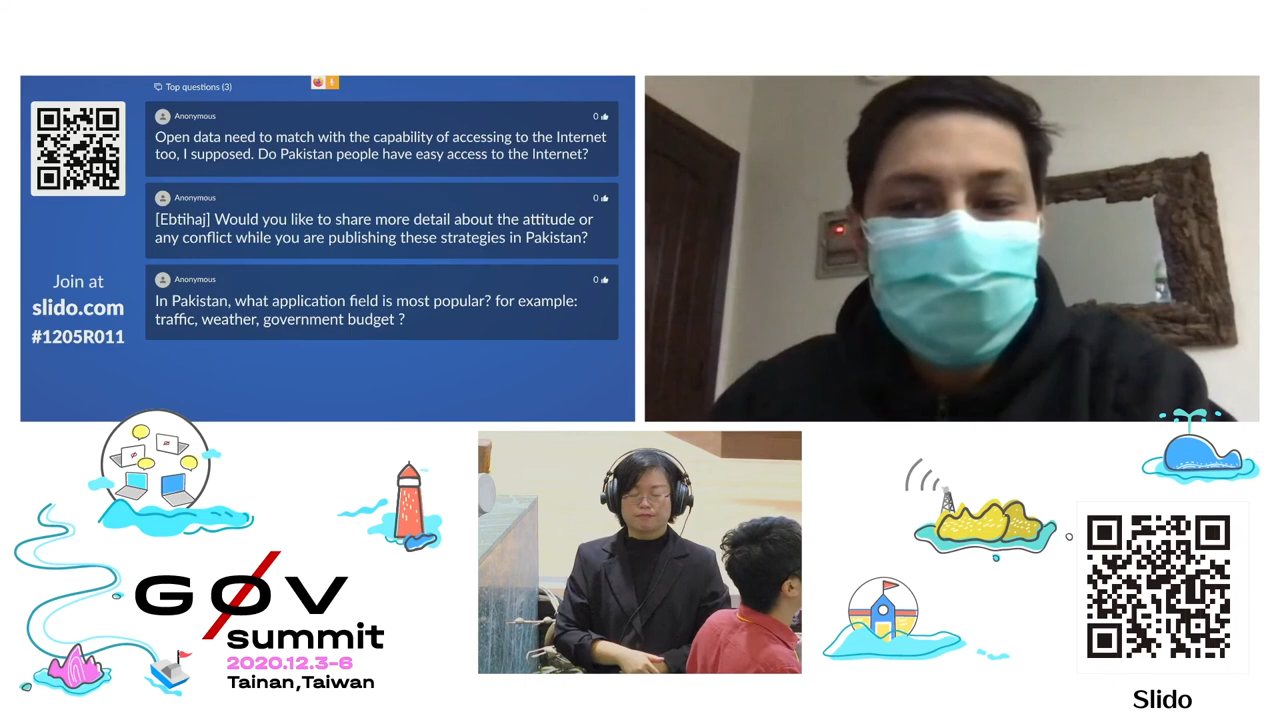 Top questions (3)
Anonymous
0
Open data need to match with the capability of accessing to the Internet
too, I supposed. Do Pakistan people have easy access to the Internet?
Anonymous
0
[Ebtihaj] Would you like to share more detail about the attitude or
any conflict while you are publishing these strategies in Pakistan?
Anonymous
0
In Pakistan, what application field is most popular? for example:
traffic, weather, government budget ?
Join at
slido.com
#1205R011
GØV
summit
2020.12.3-6
Tainan,Taiwan
Slido